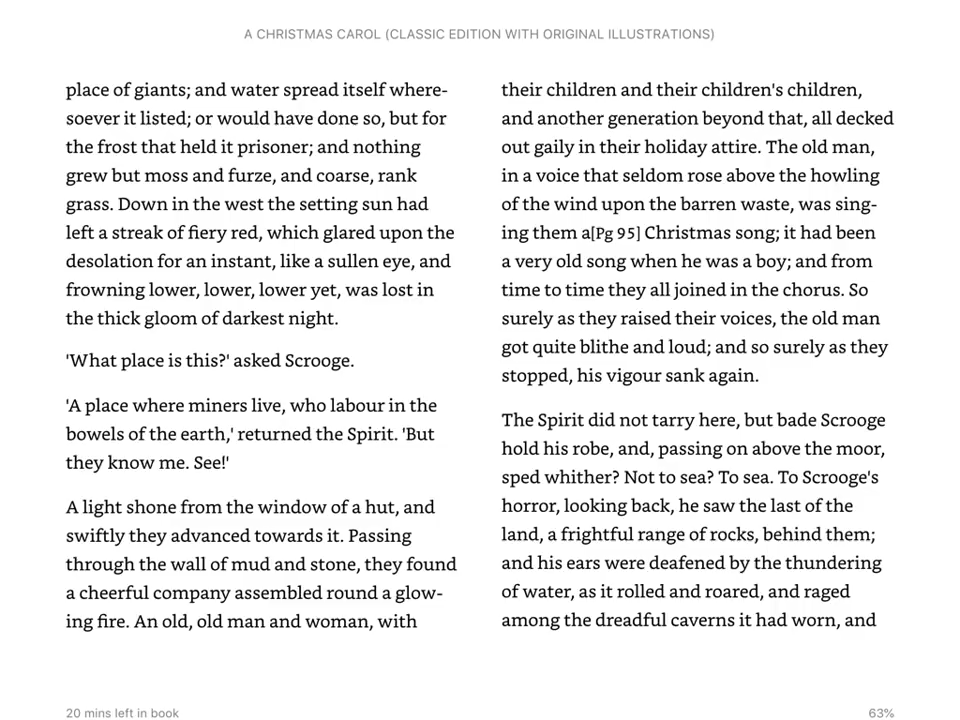 A CHRISTMAS CAROL (CLASSIC EDITION WITH ORIGINAL ILLUSTRATIONS)
place of giants; and water spread itself where-
soever it listed; or would have done so, but for
the frost that held it prisoner; and nothing
grew but moss and furze, and coarse, rank
grass. Down in the west the setting sun had
left a streak of fiery red, which glared upon the
desolation for an instant, like a sullen eye, and
frowning lower, lower, lower yet, was lost in
the thick gloom of darkest night.
'What place is this?' asked Scrooge.
'A place where miners live, who labour in the
bowels of the earth,' returned the Spirit. 'But
they know me. See!'
A light shone from the window of a hut, and
swiftly they advanced towards it. Passing
through the wall of mud and stone, they found
a cheerful company assembled round a glow-
ing fire. An old, old man and woman, with
their children and their children's children,
and another generation beyond that, all decked
out gaily in their holiday attire. The old man,
in a voice that seldom rose above the howling
of the wind upon the barren waste, was sing-
ing them a[Pg 95] Christmas song; it had been
a very old song when he was a boy; and from
time to time they all joined in the chorus. So
surely as they raised their voices, the old man
got quite blithe and loud; and so surely as they
stopped, his vigour sank again.
The Spirit did not tarry here, but bade Scrooge
hold his robe, and, passing on above the moor,
sped whither? Not to sea? To sea. To Scrooge's
horror, looking back, he saw the last of the
land, a frightful range of rocks, behind them;
and his ears were deafened by the thundering
of water, as it rolled and roared, and raged
among the dreadful caverns it had worn, and
20 mins left in book
63%